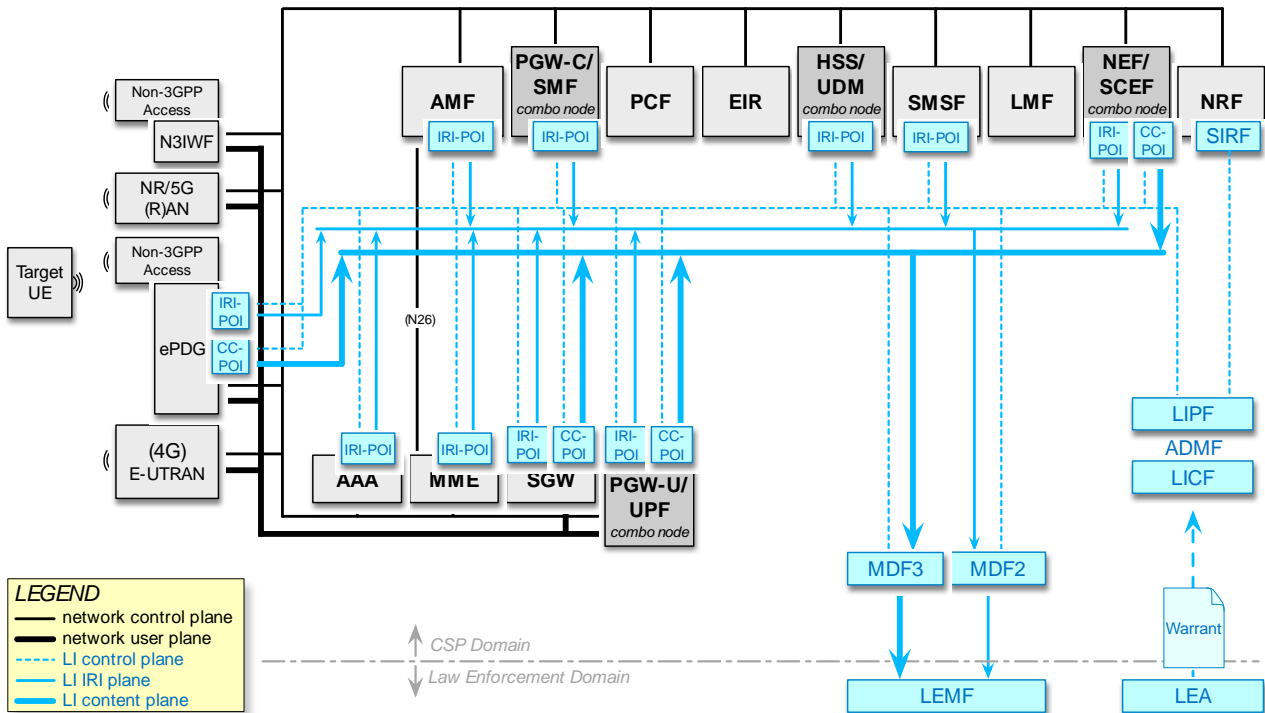 Non-3GPP
Access
N3IWF
NR/5G
(R)AN
Non-3GPP
Access
Target
UE
IRI-
POI
CC-
POI
ePDG
(4G)
E-UTRAN
AMF
IRI-POI
PGW-C/
SMF
combo node
IRI-POI
PCF
EIR
HSS/
UDM
combo node
IRI-POI
SMSF
IRI-POI
LMF
NEF/
SCEF
combo node
IRI-
POI
CC-
POI
NRF
SIRF
(N26)
IRI-POI
AAA
IRI-POI
MME
IRI-
POI
CC-
POI
SGW
IRI-
POI
CC-
POI
PGW-U/
UPF
combo node
LIPF
ADMF
LICF
MDF3
MDF2
Warrant
LEGEND
network control plane
network user plane
LI control plane
LI IRI plane
LI content plane
CSP Domain
Law Enforcement Domain
LEMF
LEA